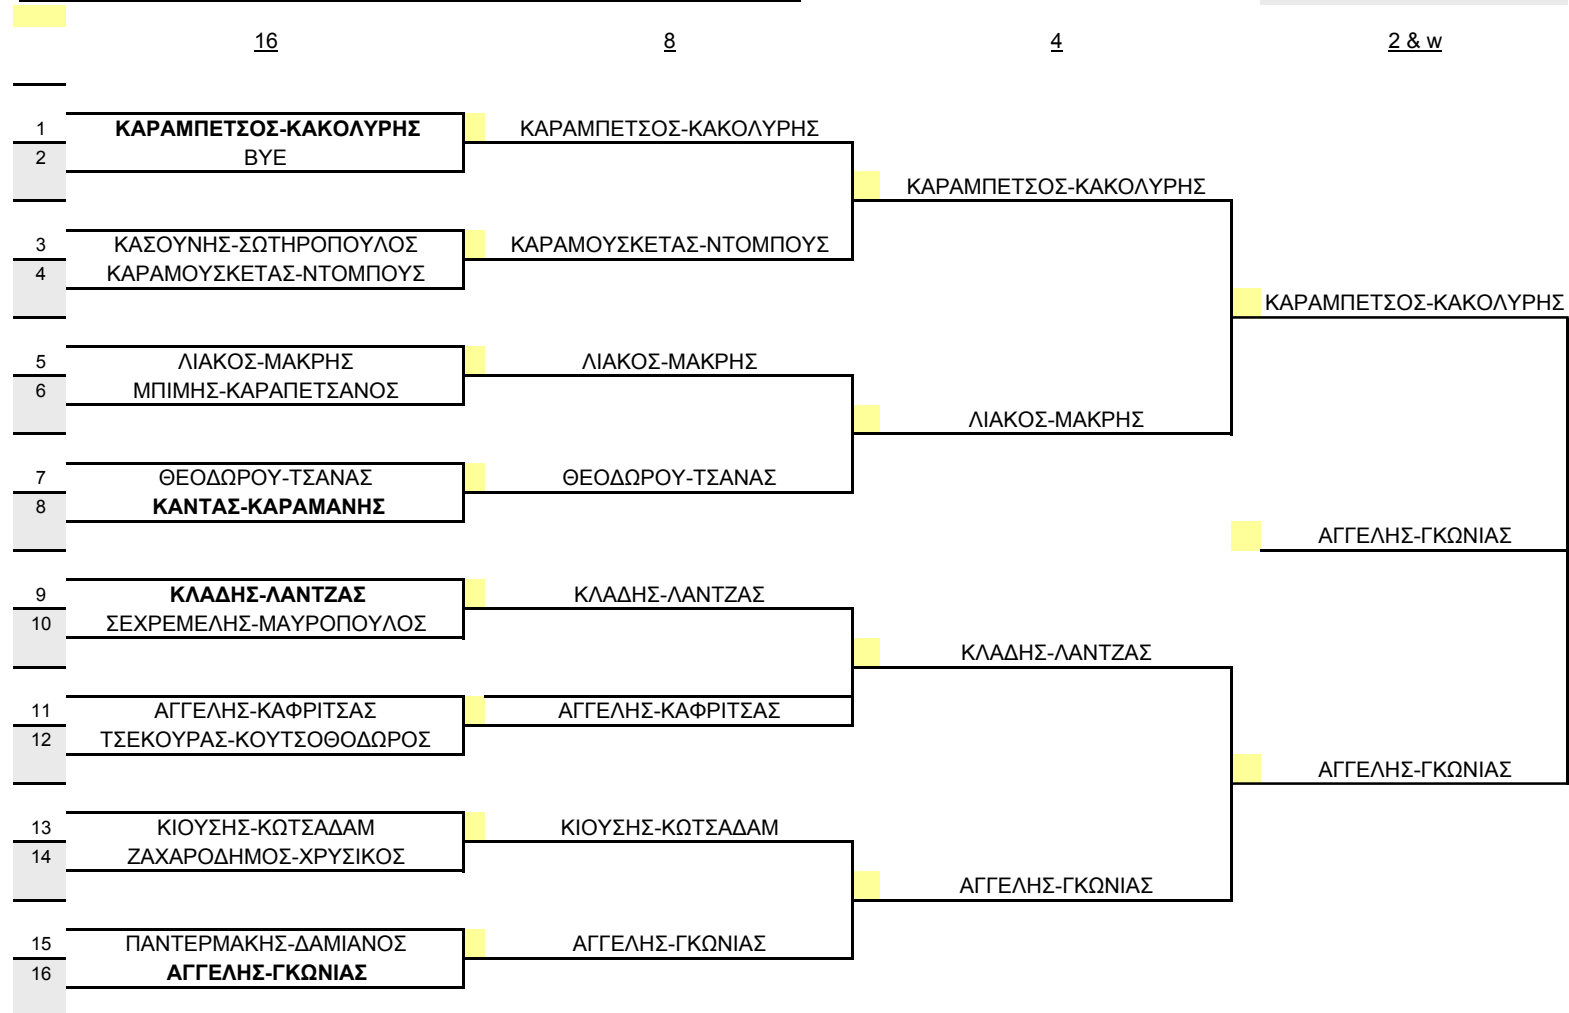 16 8 4 2 & w
1 ΚΑΡΑΜΠΕΤΣΟΣ-ΚΑΚΟΛΥΡΗΣ ΚΑΡΑΜΠΕΤΣΟΣ-ΚΑΚΟΛΥΡΗΣ
2 BYE
ΚΑΡΑΜΠΕΤΣΟΣ-ΚΑΚΟΛΥΡΗΣ
3 ΚΑΣΟΥΝΗΣ-ΣΩΤΗΡΟΠΟΥΛΟΣ ΚΑΡΑΜΟΥΣΚΕΤΑΣ-ΝΤΟΜΠΟΥΣ
4 ΚΑΡΑΜΟΥΣΚΕΤΑΣ-ΝΤΟΜΠΟΥΣ
ΚΑΡΑΜΠΕΤΣΟΣ-ΚΑΚΟΛΥΡΗΣ
5 ΛΙΑΚΟΣ-ΜΑΚΡΗΣ ΛΙΑΚΟΣ-ΜΑΚΡΗΣ
6 ΜΠΙΜΗΣ-ΚΑΡΑΠΕΤΣΑΝΟΣ
ΛΙΑΚΟΣ-ΜΑΚΡΗΣ
7 ΘΕΟΔΩΡΟΥ-ΤΣΑΝΑΣ ΘΕΟΔΩΡΟΥ-ΤΣΑΝΑΣ
8 ΚΑΝΤΑΣ-ΚΑΡΑΜΑΝΗΣ
ΑΓΓΕΛΗΣ-ΓΚΩΝΙΑΣ
9 ΚΛΑΔΗΣ-ΛΑΝΤΖΑΣ ΚΛΑΔΗΣ-ΛΑΝΤΖΑΣ
10 ΣΕΧΡΕΜΕΛΗΣ-ΜΑΥΡΟΠΟΥΛΟΣ
ΚΛΑΔΗΣ-ΛΑΝΤΖΑΣ
11 ΑΓΓΕΛΗΣ-ΚΑΦΡΙΤΣΑΣ ΑΓΓΕΛΗΣ-ΚΑΦΡΙΤΣΑΣ
12 ΤΣΕΚΟΥΡΑΣ-ΚΟΥΤΣΟΘΟΔΩΡΟΣ
ΑΓΓΕΛΗΣ-ΓΚΩΝΙΑΣ
13 ΚΙΟΥΣΗΣ-ΚΩΤΣΑΔΑΜ ΚΙΟΥΣΗΣ-ΚΩΤΣΑΔΑΜ
14 ΖΑΧΑΡΟΔΗΜΟΣ-ΧΡΥΣΙΚΟΣ
ΑΓΓΕΛΗΣ-ΓΚΩΝΙΑΣ
15 ΠΑΝΤΕΡΜΑΚΗΣ-ΔΑΜΙΑΝΟΣ ΑΓΓΕΛΗΣ-ΓΚΩΝΙΑΣ
16 ΑΓΓΕΛΗΣ-ΓΚΩΝΙΑΣ